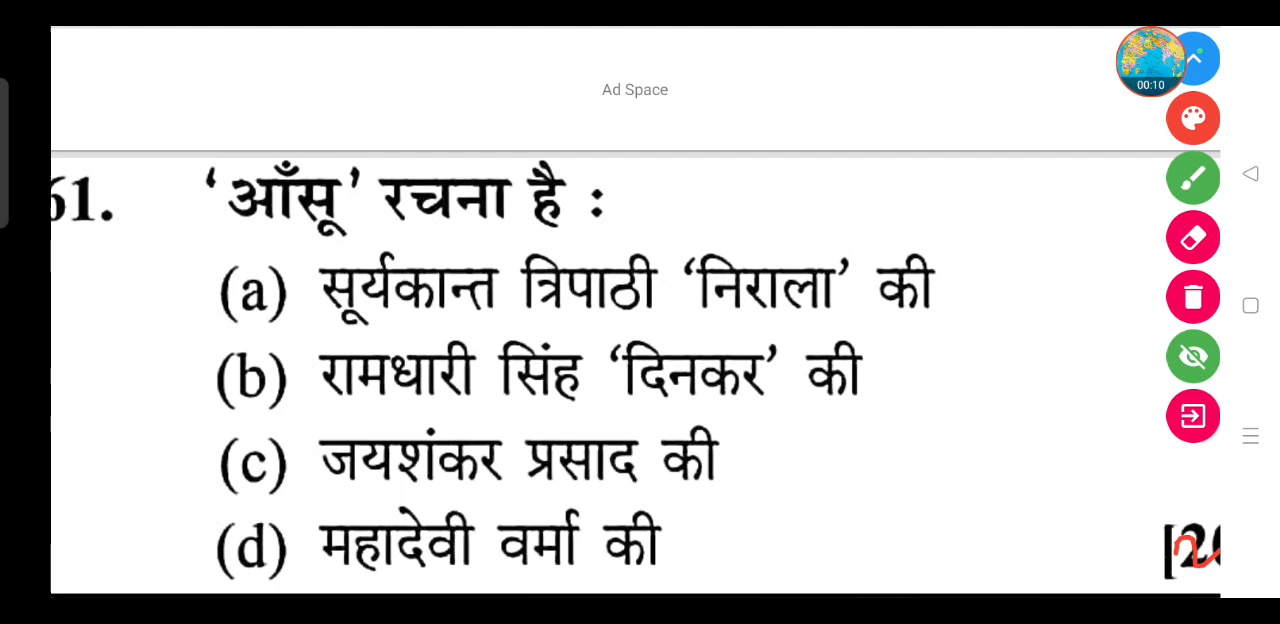 00:10
Ad Space
61. 'आँसू' रचना है :
(a) सूर्यकान्त त्रिपाठी 'निराला' की
(b) रामधारी सिंह 'दिनकर' की
(c) जयशंकर प्रसाद की
(d) महादेवी वर्मा की